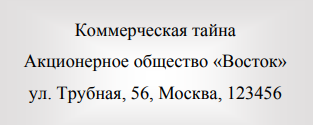 Коммерческая тайна
Акционерное общество «Восток»
ул. Трубная, 56, Москва, 123456